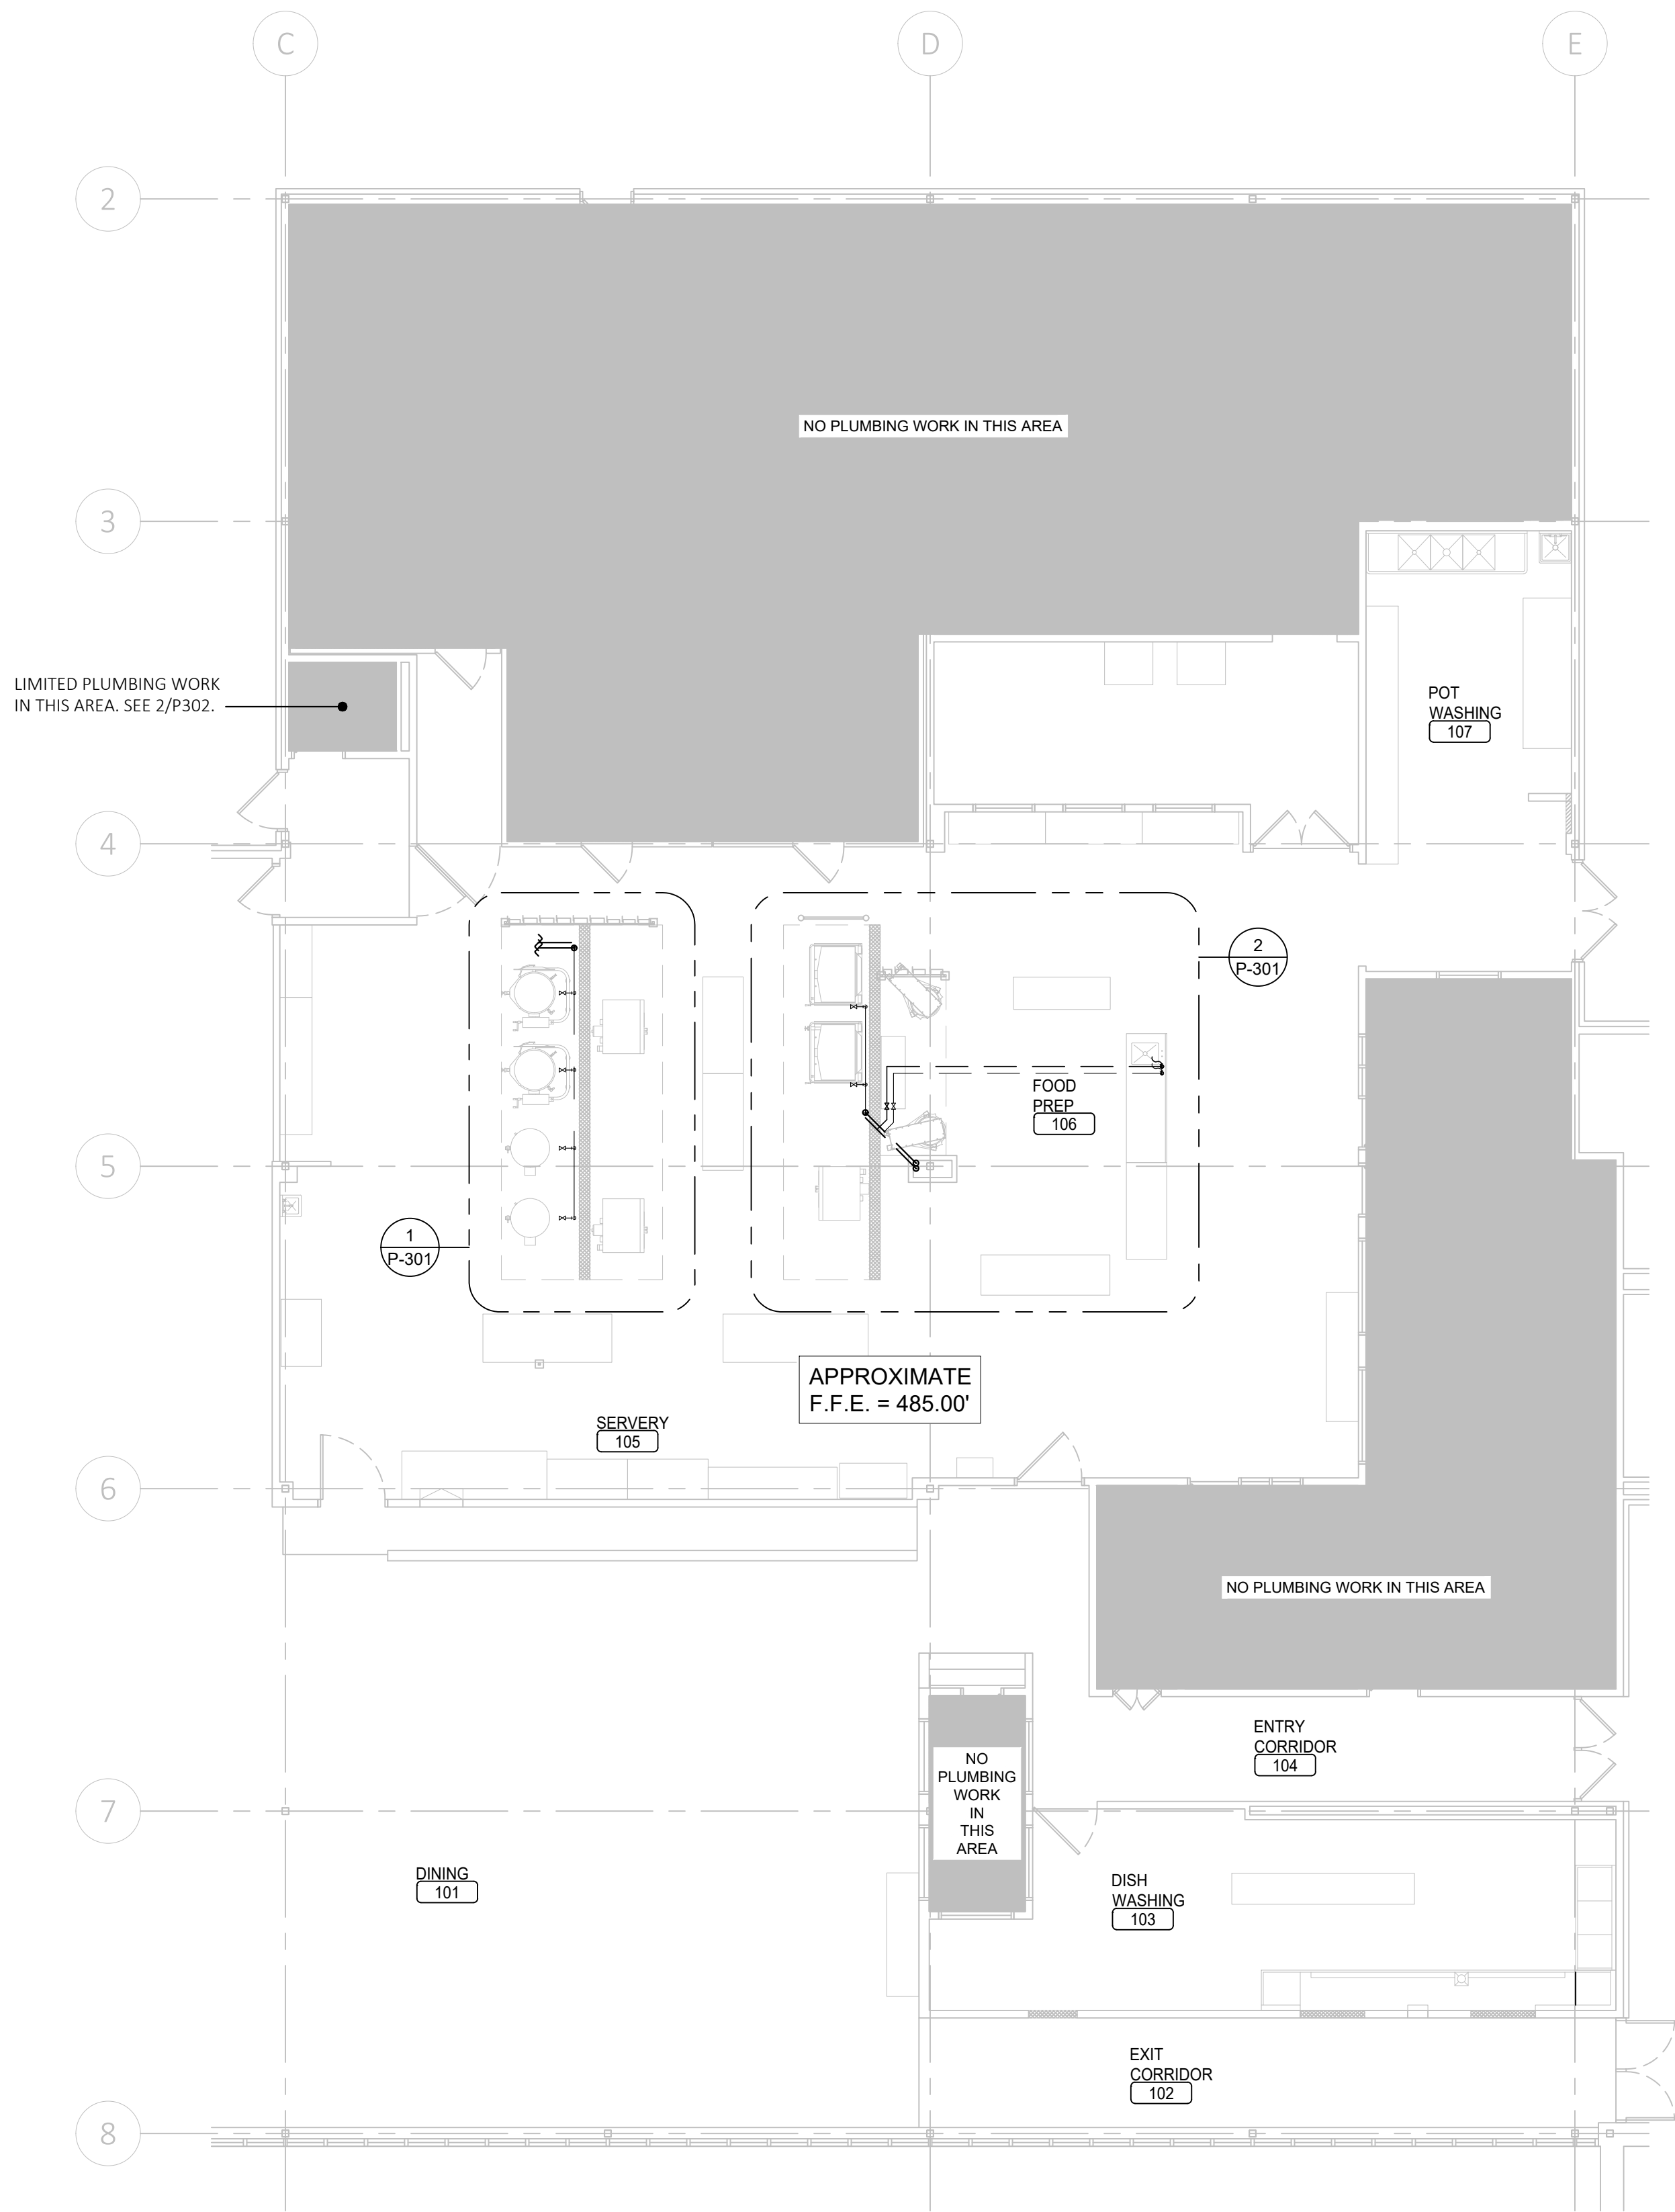 C
D
E
2
3
4
5
6
7
8
NO PLUMBING WORK IN THIS AREA
LIMITED PLUMBING WORK
IN THIS AREA. SEE 2/P302.
POT
WASHING
107
2
P-301
FOOD
PREP
106
1
P-301
APPROXIMATE
F.F.E. = 485.00'
SERVERY
105
NO PLUMBING WORK IN THIS AREA
ENTRY
CORRIDOR
104
NO
PLUMBING
WORK
IN
THIS
AREA
DINING
101
DISH
WASHING
103
EXIT
CORRIDOR
102